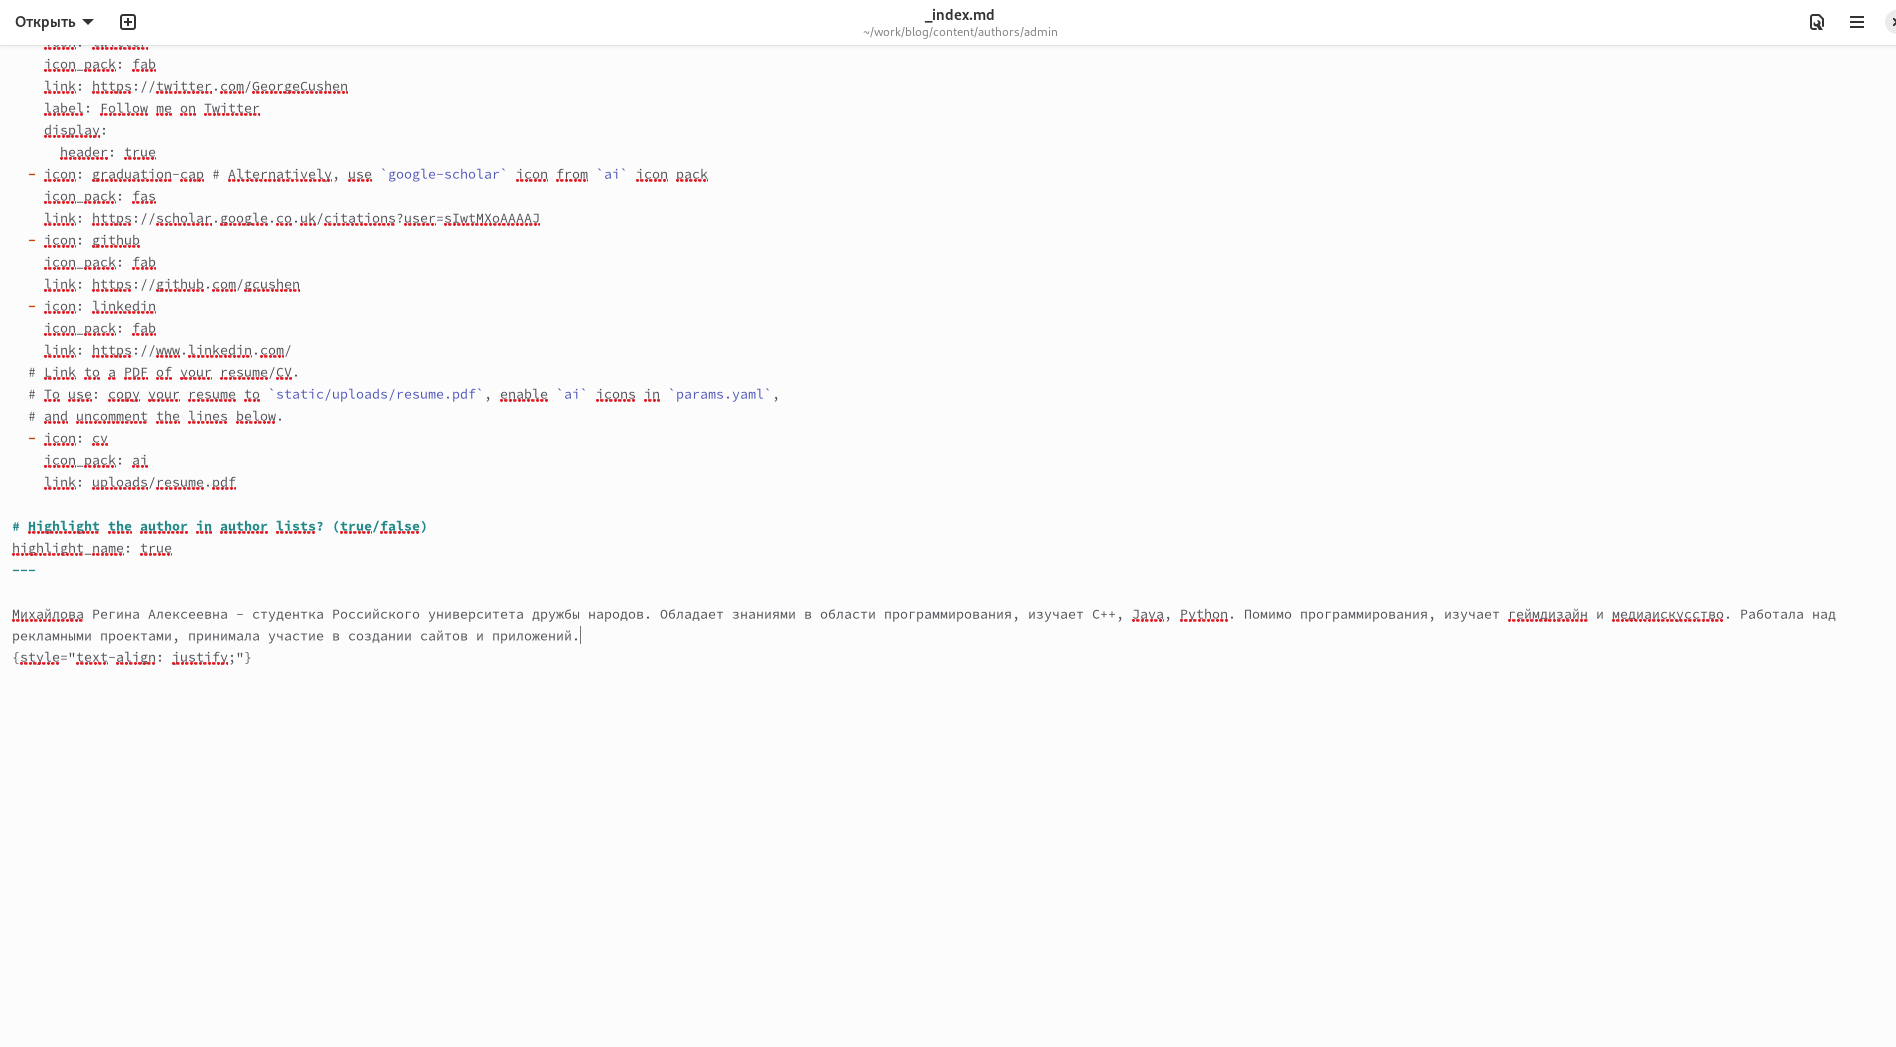 Открыть
_index.md
~/work/blog/content/authors/admin
icon_pack: fab
link: https://twitter.com/GeorgeCushen
label: Follow me on Twitter
display:
header: true
- icon: graduation-cap # Alternatively, use `google-scholar` icon from `ai` icon pack
icon_pack: fas
link: https://scholar.google.co.uk/citations?user=sIwtMXoAAAAJ
- icon: github
icon_pack: fab
link: https://github.com/gcushen
- icon: linkedin
icon_pack: fab
link: https://www.linkedin.com/
# Link to a PDF of your resume/CV.
# To use: copy your resume to `static/uploads/resume.pdf`, enable `ai` icons in `params.yaml`,
# and uncomment the lines below.
- icon: cv
icon_pack: ai
link: uploads/resume.pdf
# Highlight the author in author lists? (true/false)
highlight_name: true
---
Михайлова Регина Алексеевна - студентка Российского университета дружбы народов. Обладает знаниями в области программирования, изучает C++, Java, Python. Помимо программирования, изучает геймдизайн и медиаискусство. Работала над
рекламными проектами, принимала участие в создании сайтов и приложений.
{style="text-align: justify;"}